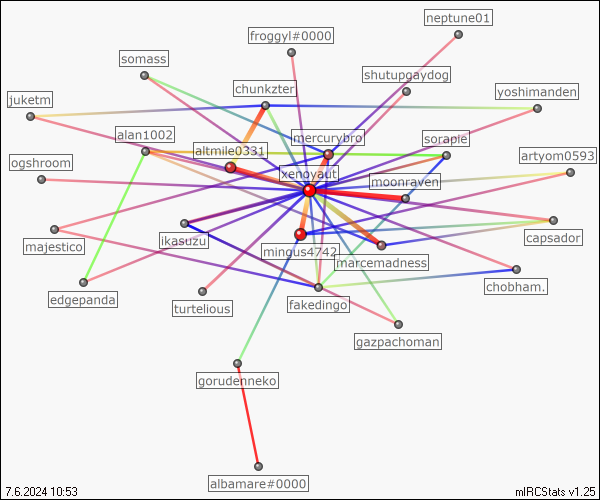 neptune01
froggyl#0000
somass
shutupgaydog
chunkzter
yoshimanden
juketm
alan1002
mercurybro
sorapie
altmile0331
artyom0593
ogshroom
xenoyaut
moonraven
majestico
ikasuzu
capsador
mingus4742
marcemadness
edgepanda
turtelious
fakedingo
chobham.
gazpachoman
gorudenneko
albamare#0000
7.6.2024 10:53
mIRCStats v1.25